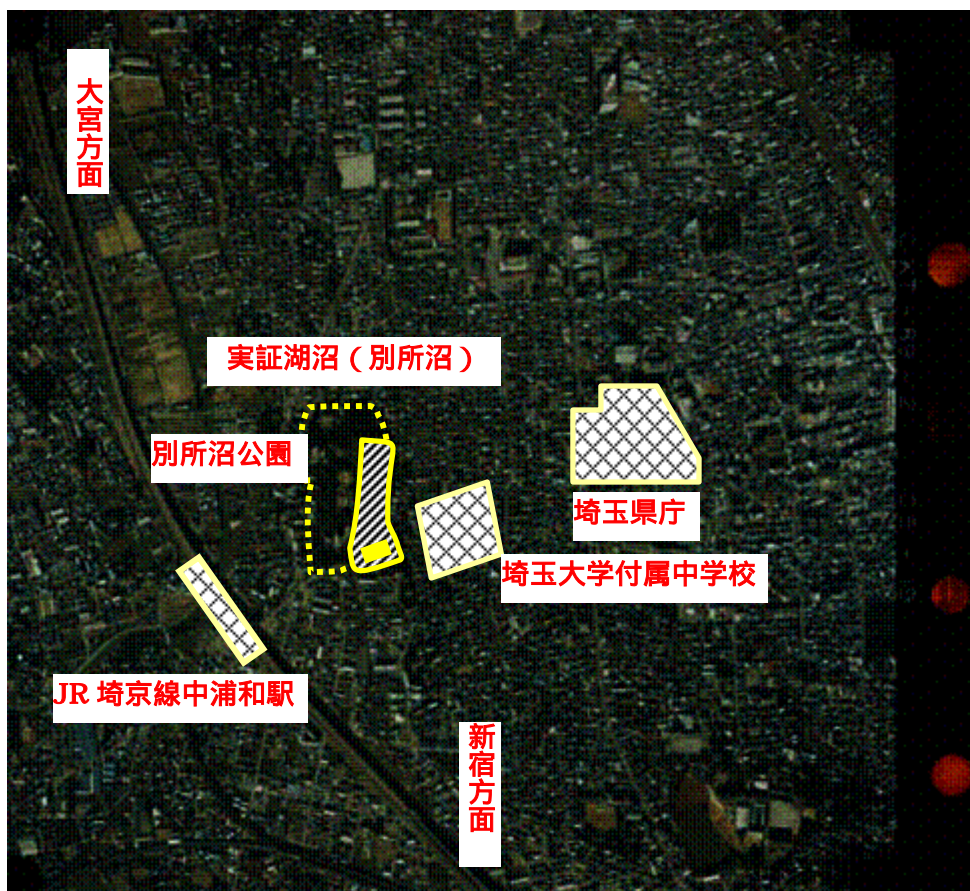 大宮方面
実証湖沼（別所沼）
別所沼公園
埼玉県庁
埼玉大学付属中学校
JR 埼京線中浦和駅
新宿方面